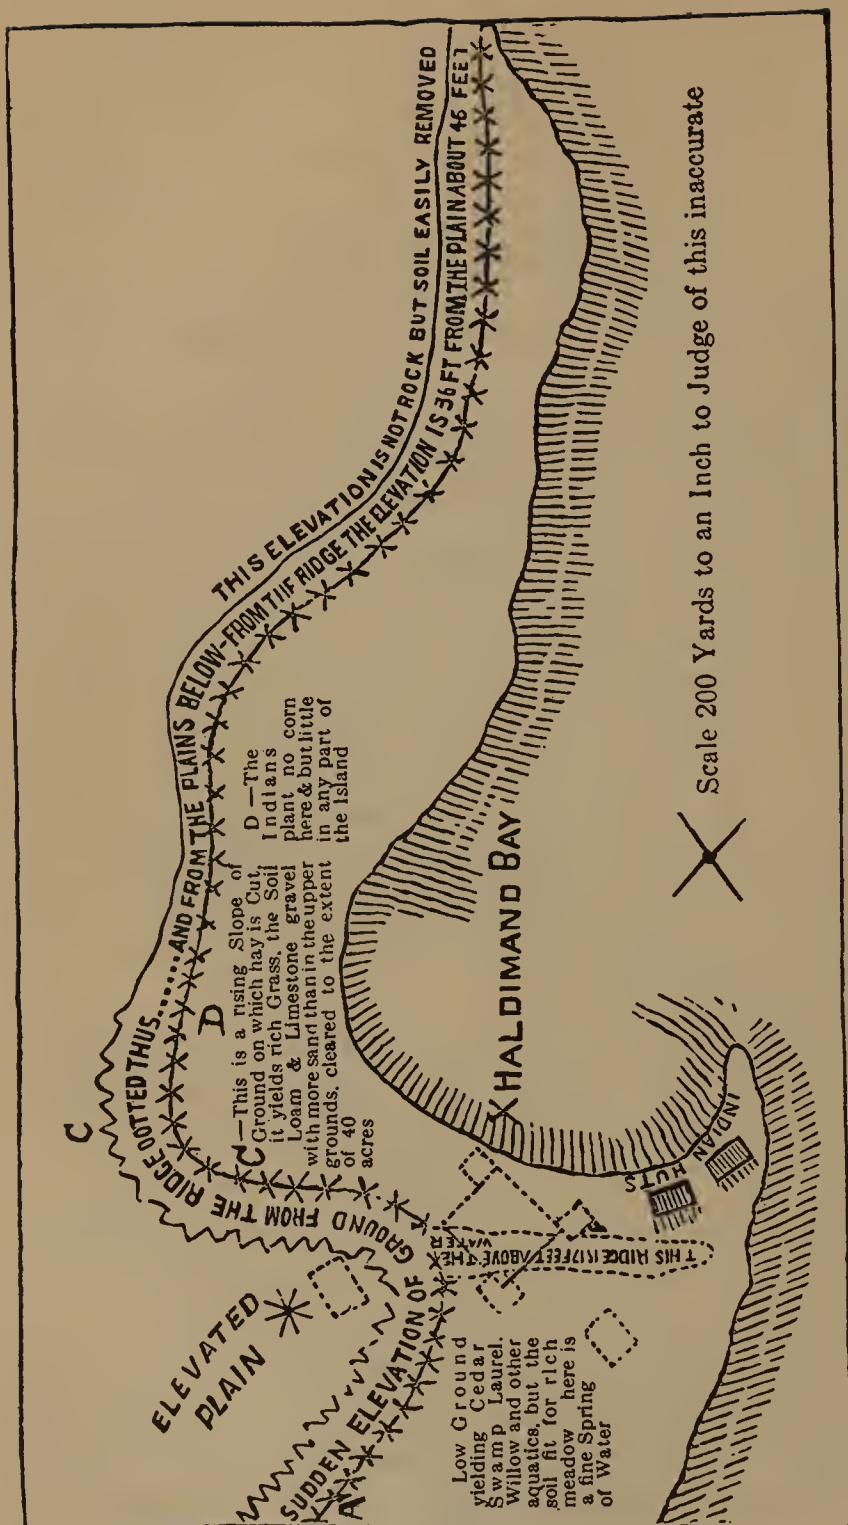 THIS ELEVATION IS NOT ROCK BUT SOIL EASILY REMOVED
SUDDEN ELEVATION OF GROUND FROM THE RIDGE DOTTED THUS........AND FROM THE PLAINS BELOW-FROM THE RIDGE THE ELEVATION IS 36 FT FROM THE PLAIN ABOUT 46 FEET
C
D
ELEVATED
PLAIN
C—This is a rising Slope of
Ground on which hay is Cut,
it yields rich Grass, the Soil
Loam & Limestone gravel
with more sand than in the upper
grounds, cleared to the extent
of 40
acres
D—The
Indians
plant no corn
here & but little
in any part of
the Island
HALDIMAND BAY
INDIAN
HUTS
THIS RIDGE IS 17 FEET ABOVE THE
WATER
Low Ground
yielding Cedar
Swamp Laurel,
Willow and other
aquatics, but the
soil fit for rich
meadow here is
a fine Spring
of Water
A
Scale 200 Yards to an Inch to Judge of this inaccurate